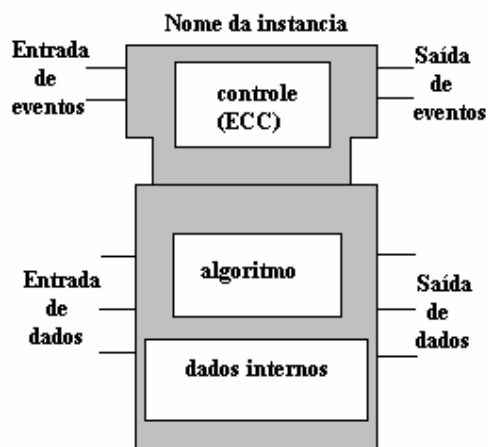 Nome da instancia
Entrada
de
eventos
controle
(ECC)
Saída
de
eventos
Entrada
de
dados
algoritmo
dados internos
Saída
de
dados